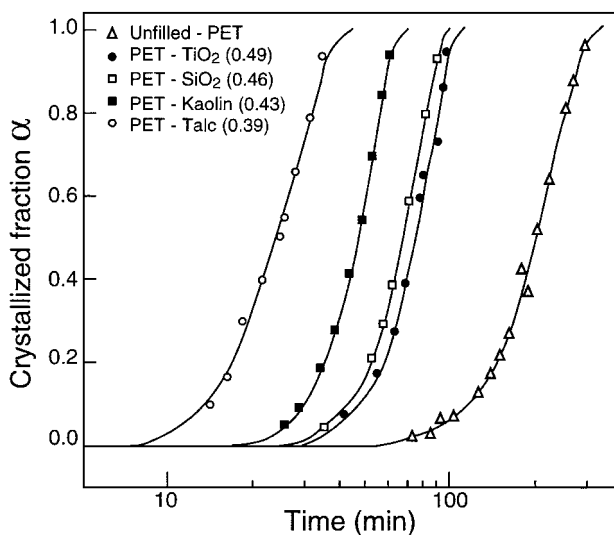 △ Unfilled - PET
● PET - TiO₂ (0.49)
□ PET - SiO₂ (0.46)
■ PET - Kaolin (0.43)
○ PET - Talc (0.39)
1.0
0.8
0.6
0.4
0.2
0.0
Crystallized fraction α
10
100
Time (min)